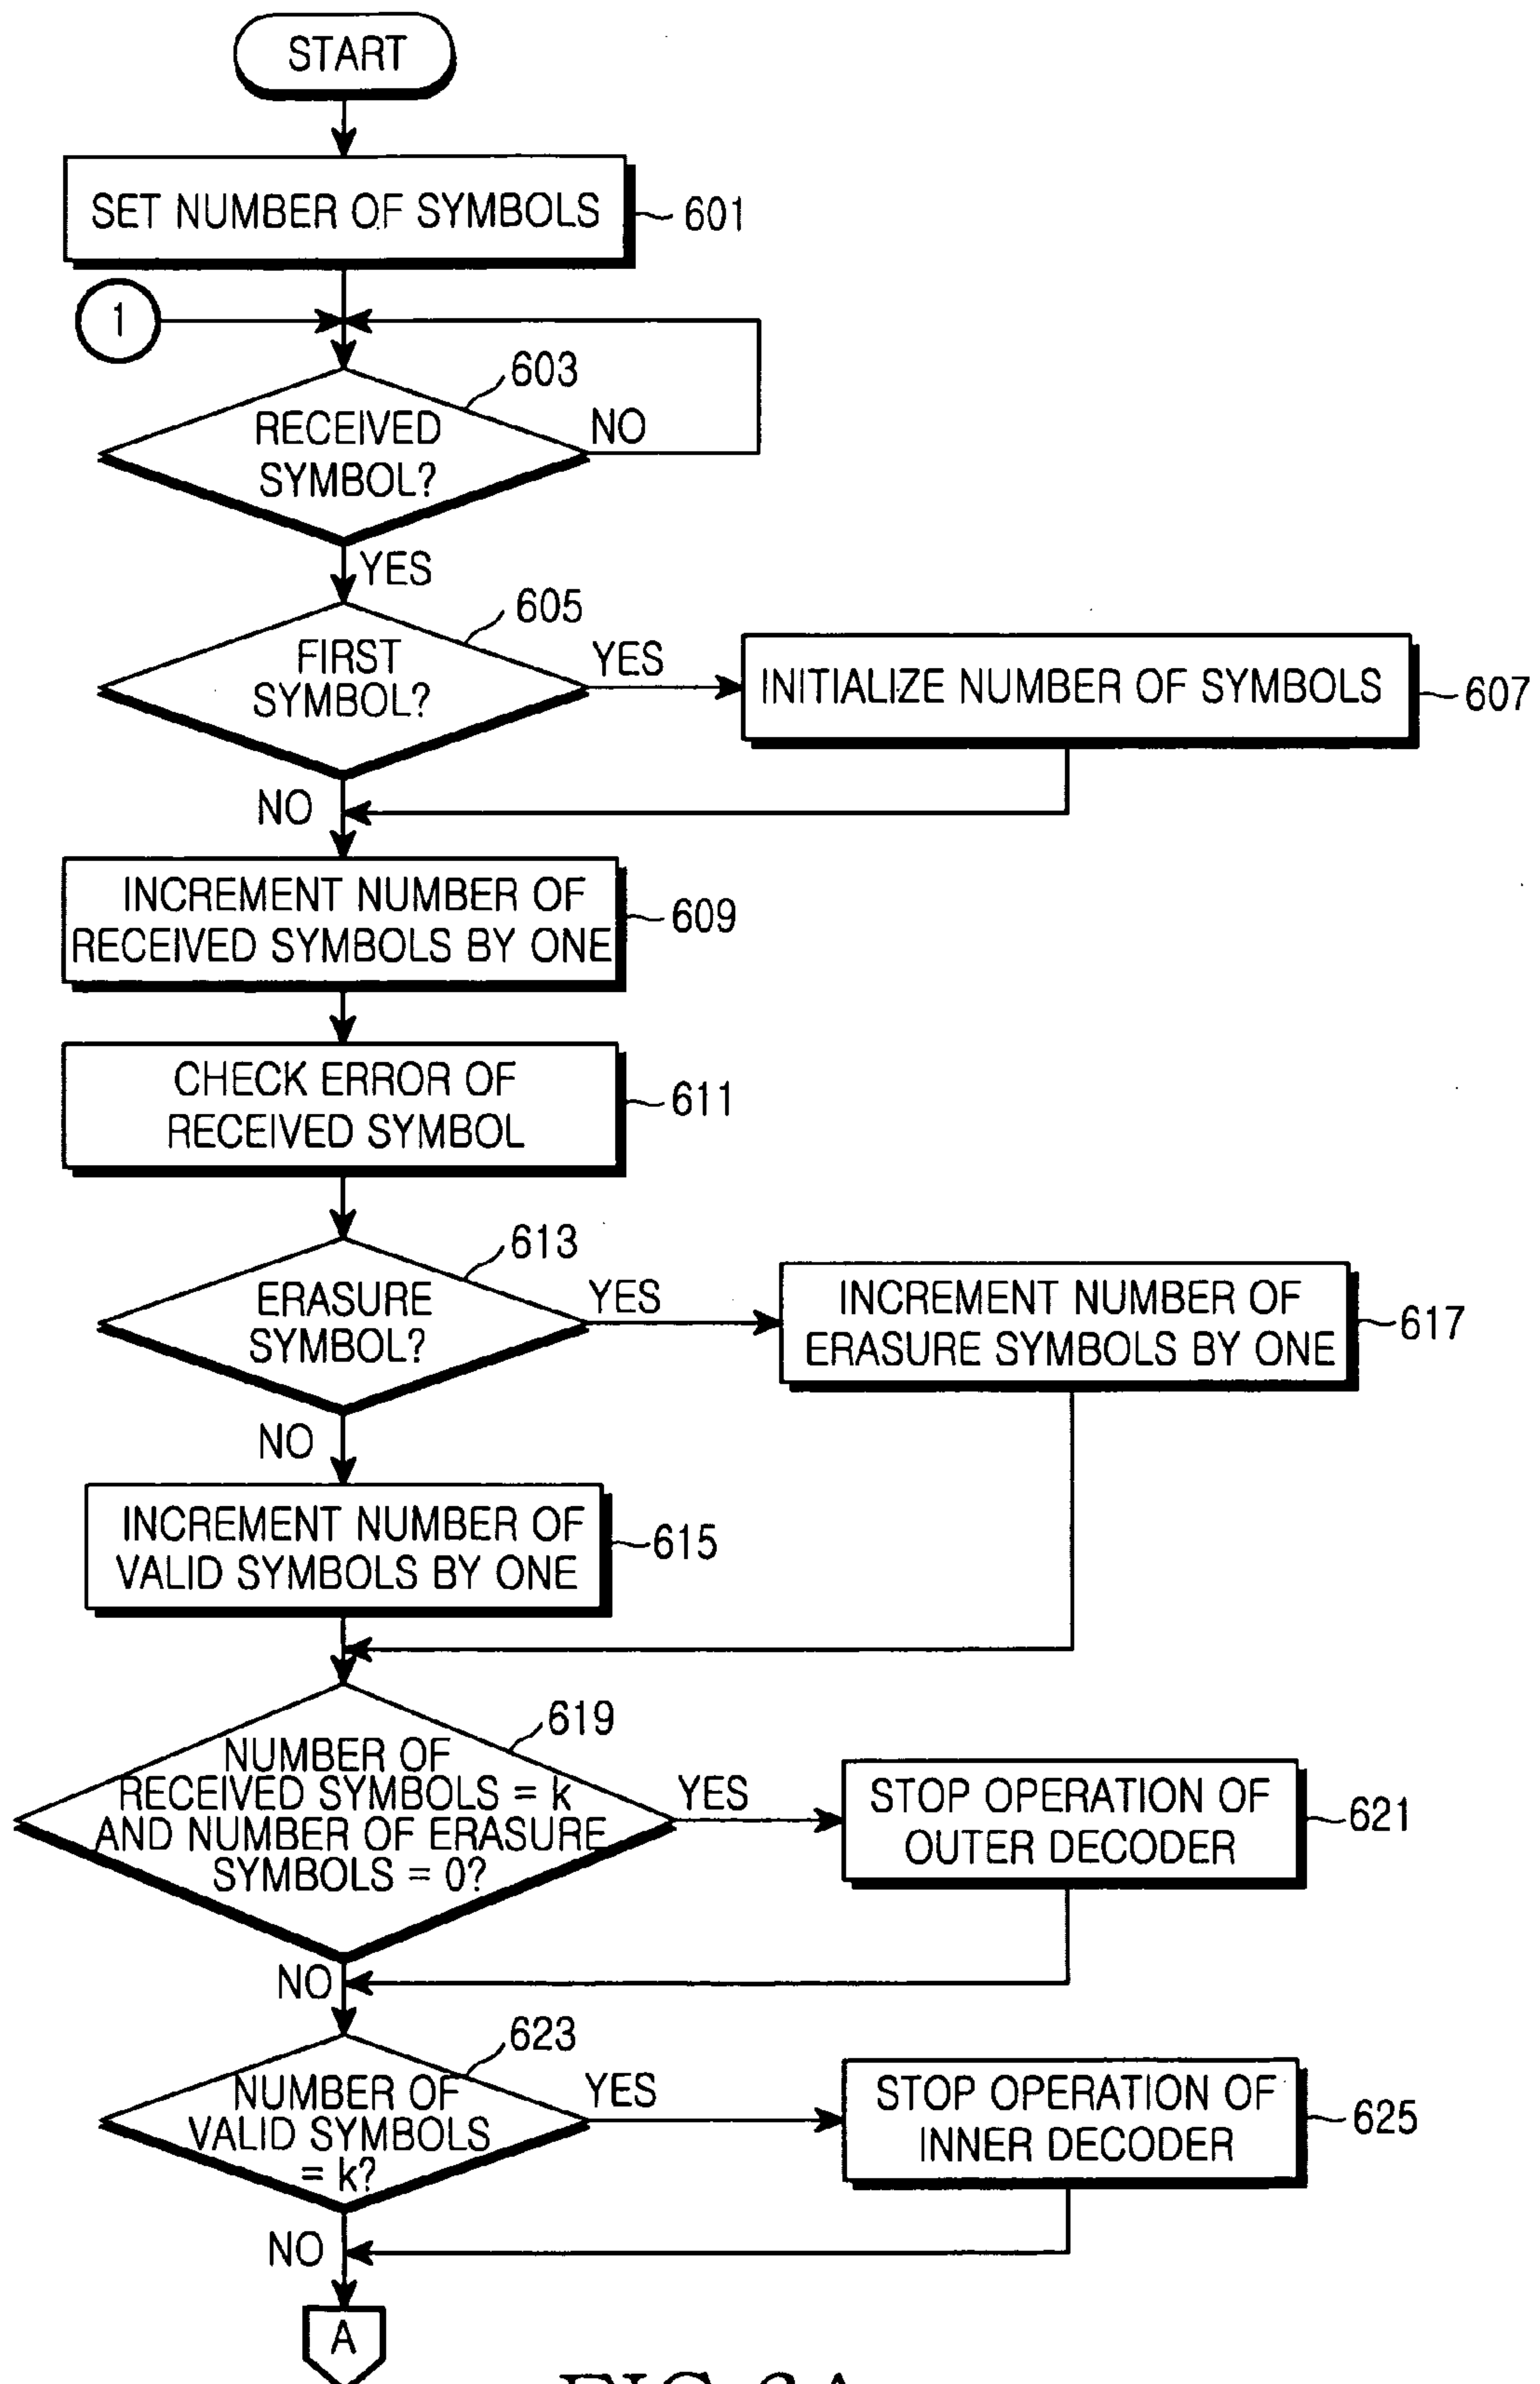 START
SET NUMBER OF SYMBOLS
601
1
603
RECEIVED
SYMBOL?
NO
YES
605
FIRST
SYMBOL?
YES
INITIALIZE NUMBER OF SYMBOLS
607
NO
INCREMENT NUMBER OF
RECEIVED SYMBOLS BY ONE
609
CHECK ERROR OF
RECEIVED SYMBOL
611
613
ERASURE
SYMBOL?
YES
INCREMENT NUMBER OF
ERASURE SYMBOLS BY ONE
617
NO
INCREMENT NUMBER OF
VALID SYMBOLS BY ONE
615
619
NUMBER OF
RECEIVED SYMBOLS = k
AND NUMBER OF ERASURE
SYMBOLS = 0?
YES
STOP OPERATION OF
OUTER DECODER
621
NO
623
NUMBER OF
VALID SYMBOLS
= k?
YES
STOP OPERATION OF
INNER DECODER
625
NO
A